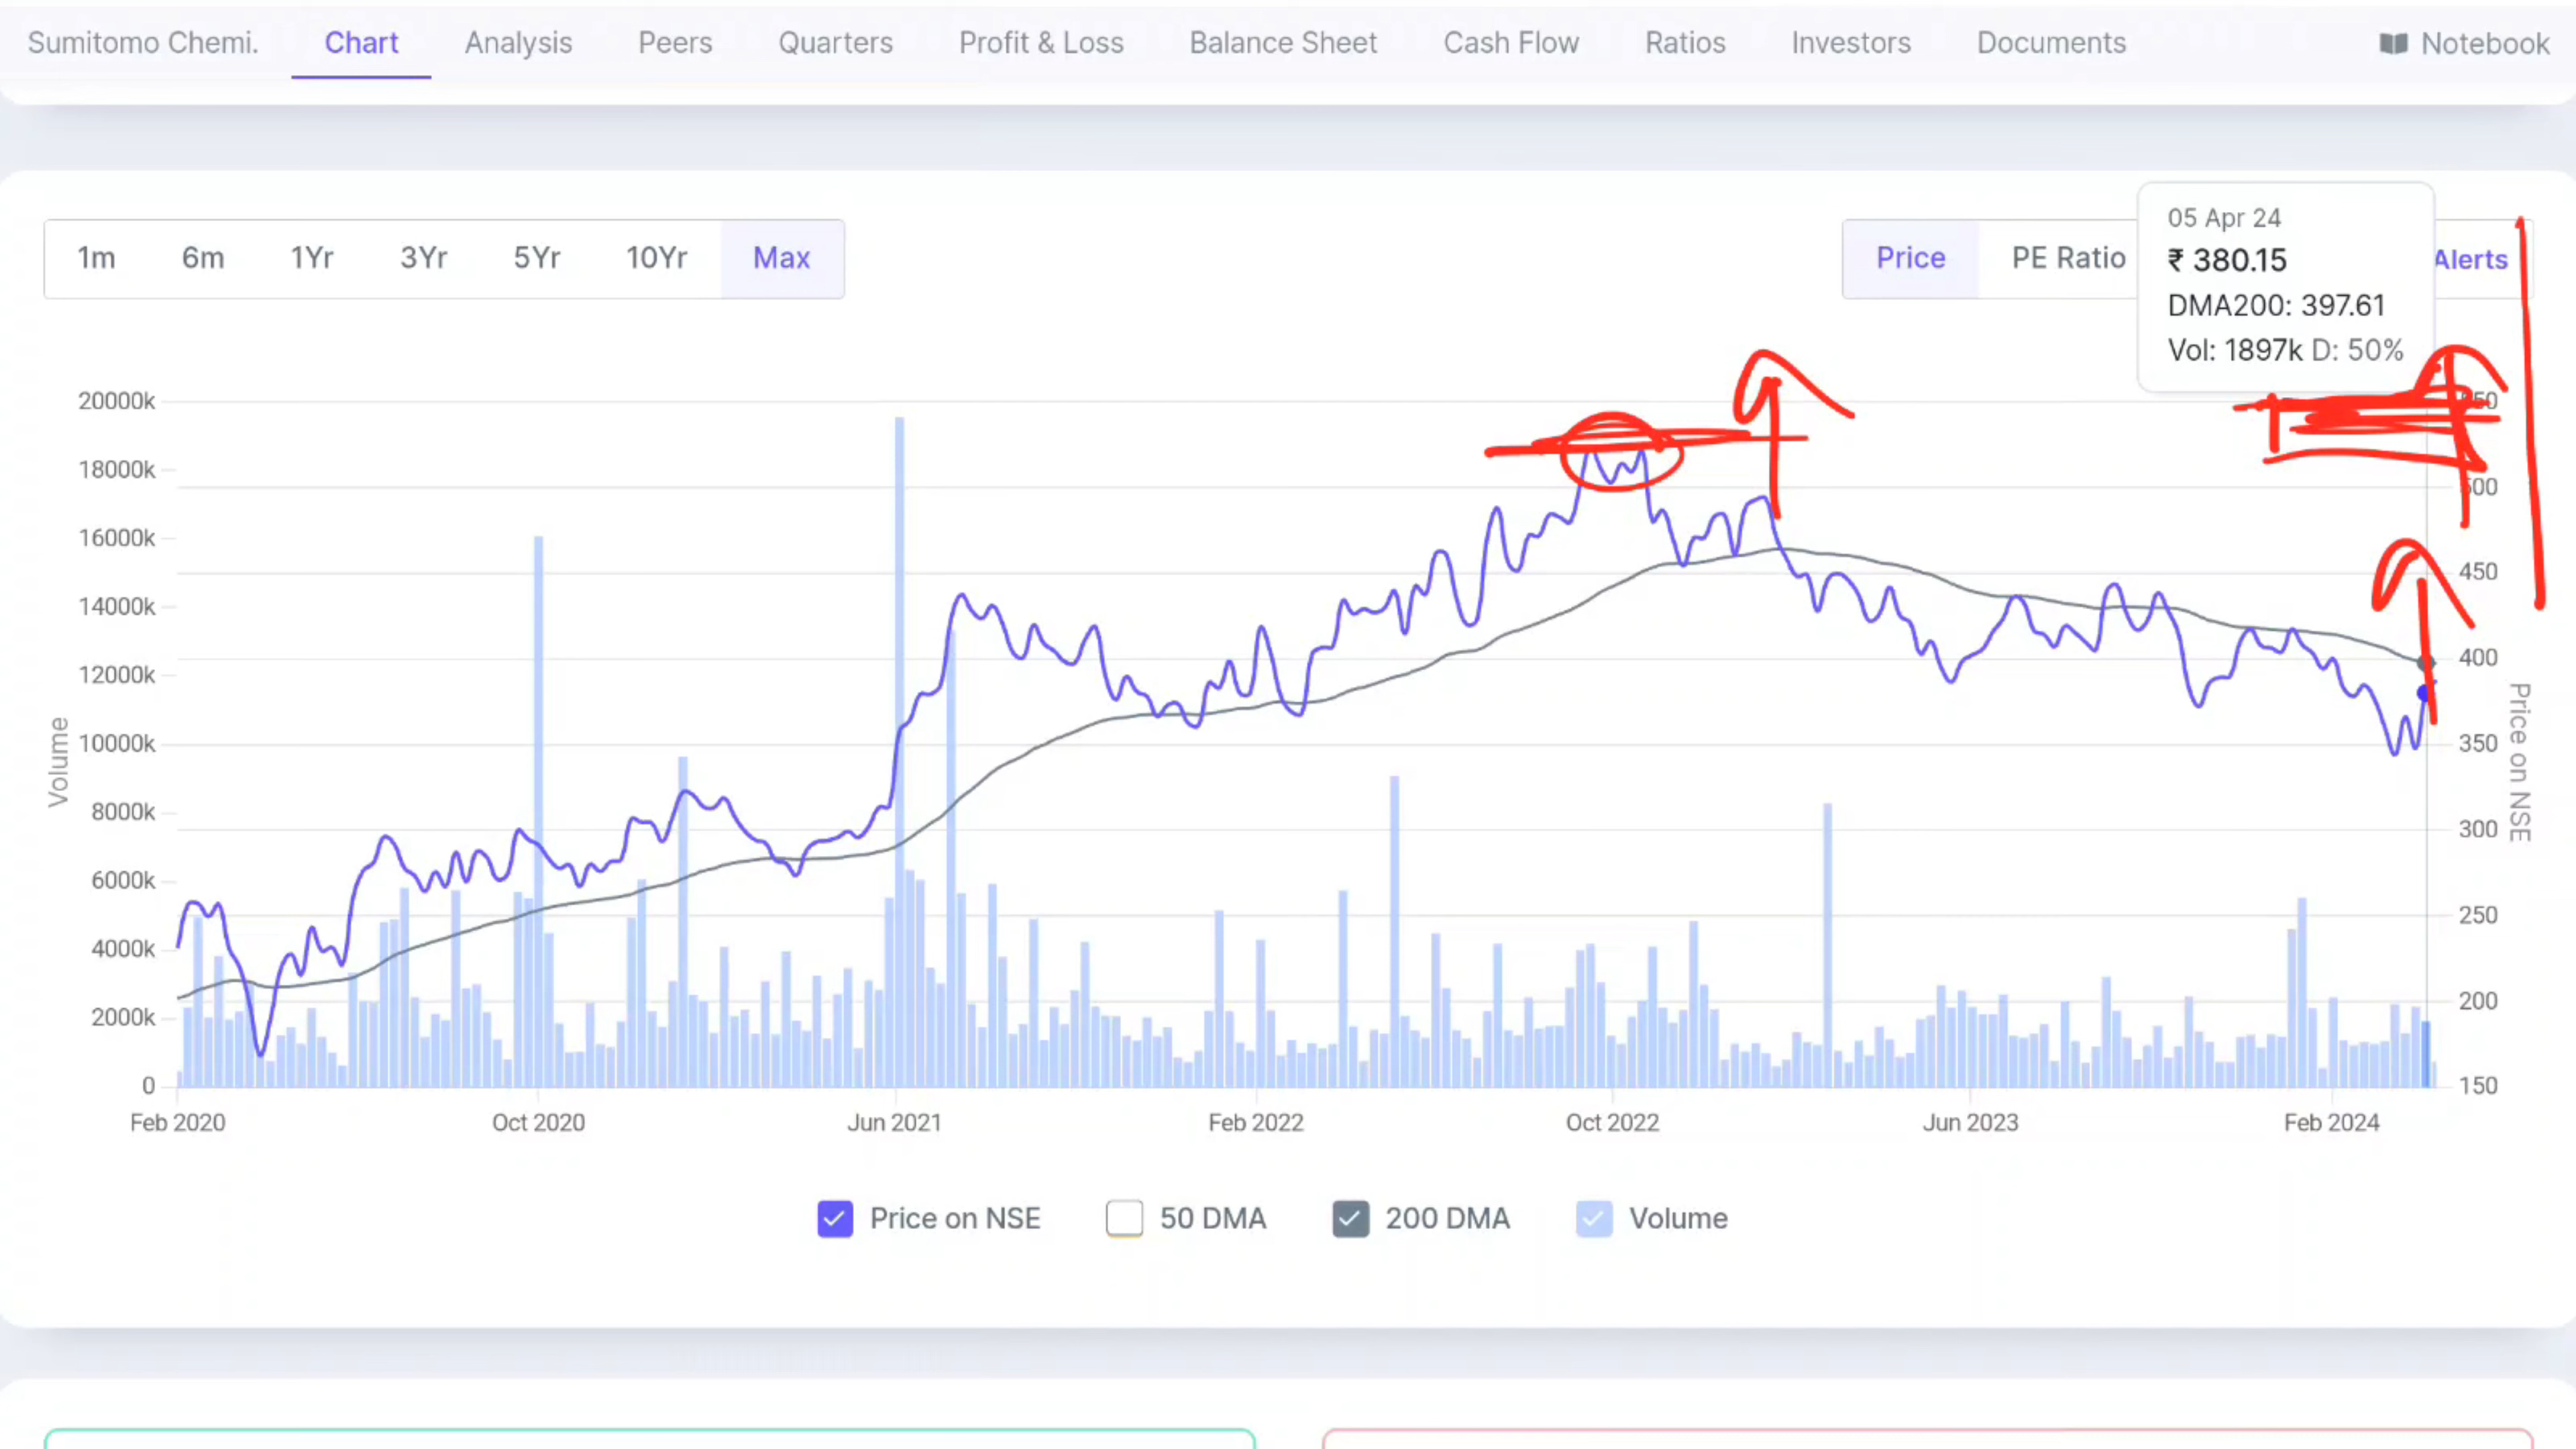 Sumitomo Chemi. Chart Analysis Peers Quarters Profit & Loss Balance Sheet Cash Flow Ratios Investors Documents Notebook
1m 6m 1Yr 3Yr 5Yr 10Yr Max
Price PE Ratio Alerts
05 Apr 24
₹ 380.15
DMA200: 397.61
Vol: 1897k D: 50%
20000k
18000k
16000k
14000k
12000k
10000k
8000k
6000k
4000k
2000k
0
Volume
450
400
350
300
250
200
150
Price on NSE
Feb 2020 Oct 2020 Jun 2021 Feb 2022 Oct 2022 Jun 2023 Feb 2024
Price on NSE 50 DMA 200 DMA Volume